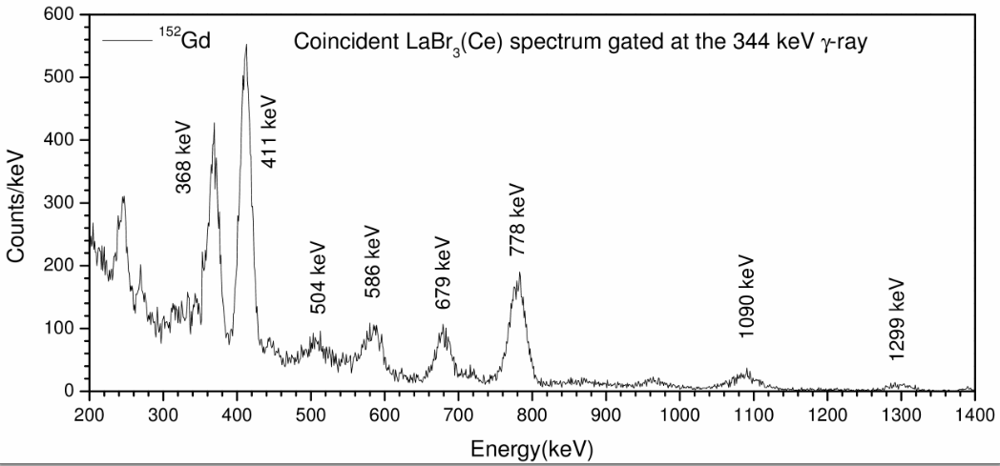 600
500
400
300
200
100
0
Counts/keV
¹⁵²Gd
Coincident LaBr₃(Ce) spectrum gated at the 344 keV γ-ray
368 keV
411 keV
504 keV
586 keV
679 keV
778 keV
1090 keV
1299 keV
200 300 400 500 600 700 800 900 1000 1100 1200 1300 1400
Energy(keV)